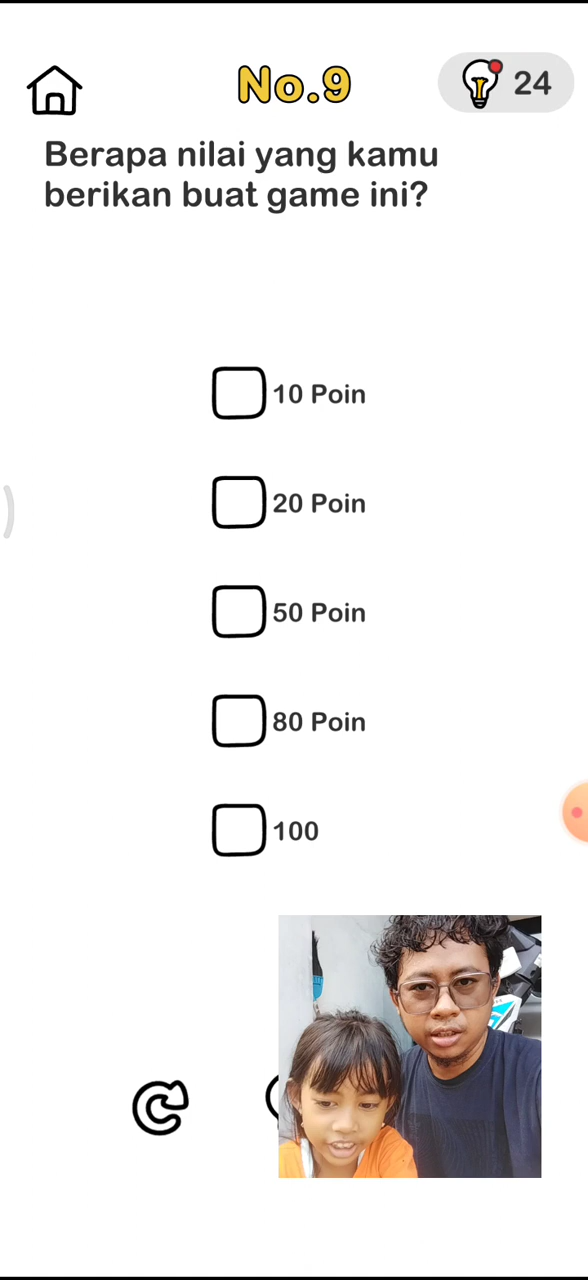 No.9
24
Berapa nilai yang kamu
berikan buat game ini?
10 Poin
20 Poin
50 Poin
80 Poin
100